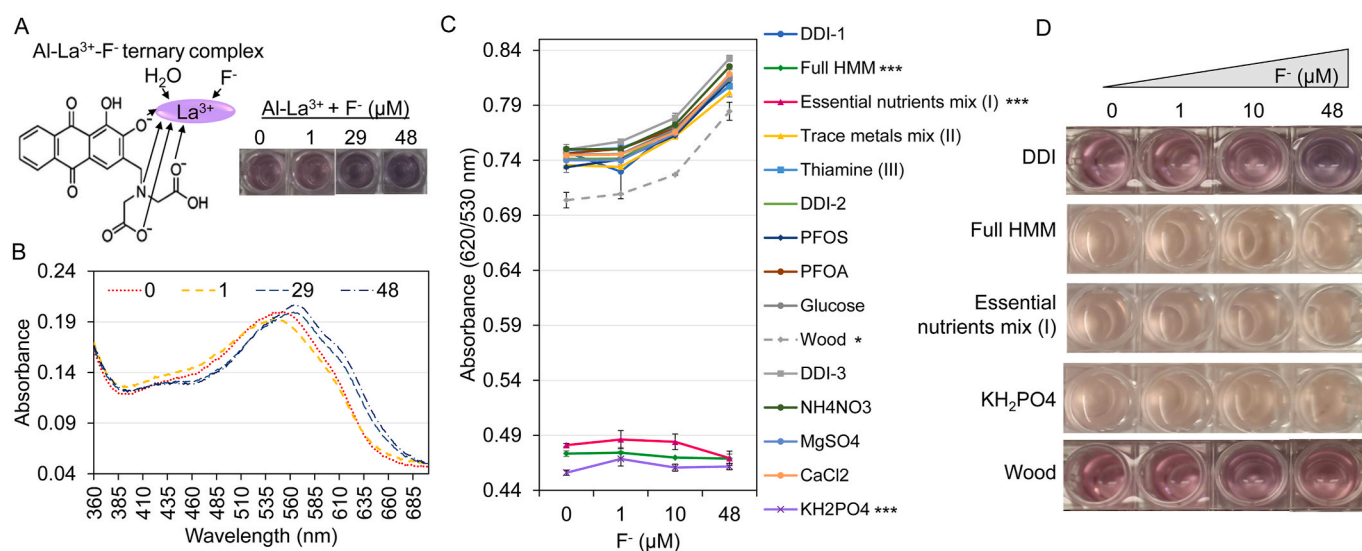 A
Al-La³⁺-F⁻ ternary complex
H₂O
F⁻
OH
O
O⁻
La³⁺
O
N
O
OH
O
O⁻
Al-La³⁺ + F⁻ (µM)
0 1 29 48
B
0.24
0.19
0.14
0.09
0.04
0 1 29 48
Absorbance
360 385 410 435 460 485 510 535 560 585 610 635 660 685
Wavelength (nm)
C
0.84
0.79
0.74
0.69
0.64
0.59
0.54
0.49
0.44
Absorbance (620/530 nm)
0 1 10 48
F⁻ (µM)
DDI-1
Full HMM ***
Essential nutrients mix (I) ***
Trace metals mix (II)
Thiamine (III)
DDI-2
PFOS
PFOA
Glucose
Wood *
DDI-3
NH4NO3
MgSO4
CaCl2
KH2PO4 ***
D
F⁻ (µM)
0 1 10 48
DDI
Full HMM
Essential
nutrients mix (I)
KH₂PO4
Wood